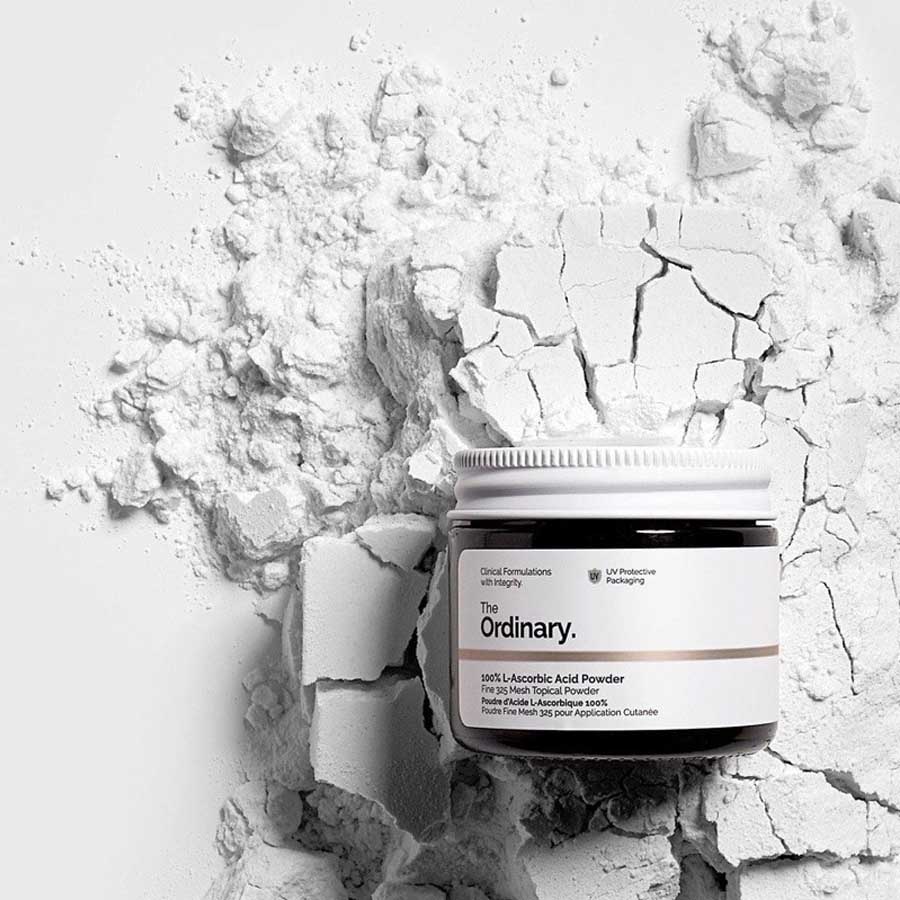 Clinical Formulations
with Integrity.
UV
UV Protective
Packaging
The
Ordinary.
100% L-Ascorbic Acid Powder
Fine 325 Mesh Topical Powder
Poudre d'Acide L-Ascorbique 100%
Poudre Fine Mesh 325 pour Application Cutanée